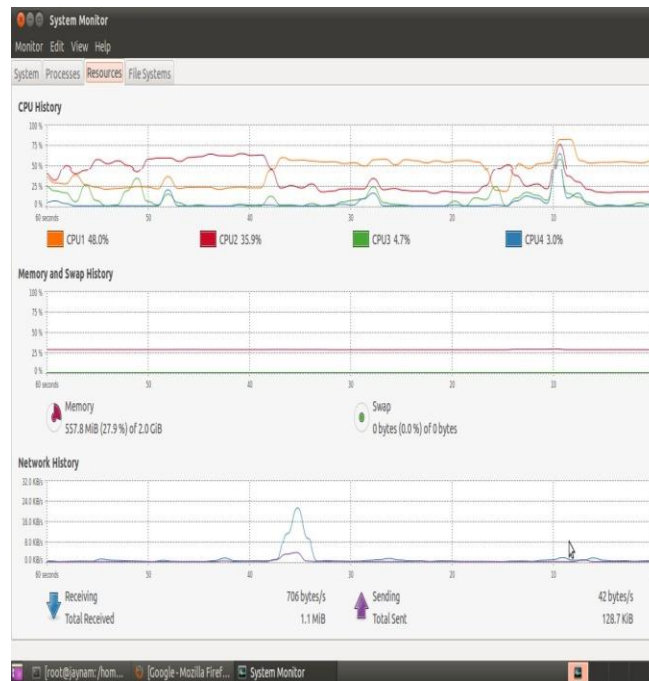 System Monitor
Monitor Edit View Help
System Processes Resources File Systems
CPU History
100 %
75 %
50 %
25 %
0 %
60 seconds 50 40 30 20 10
CPU1 48.0% CPU2 35.9% CPU3 4.7% CPU4 3.0%
Memory and Swap History
100 %
75 %
50 %
25 %
0 %
60 seconds 50 40 30 20 10
Memory Swap
557.8 MiB (27.9 %) of 2.0 GiB 0 bytes (0.0 %) of 0 bytes
Network History
32.0 KiB/s
24.0 KiB/s
16.0 KiB/s
8.0 KiB/s
0.0 KiB/s
60 seconds 50 40 30 20 10
Receiving 706 bytes/s Sending 42 bytes/s
Total Received 1.1 MiB Total Sent 128.7 KiB
[root@jaynam: /hom... [Google - Mozilla Firef... System Monitor